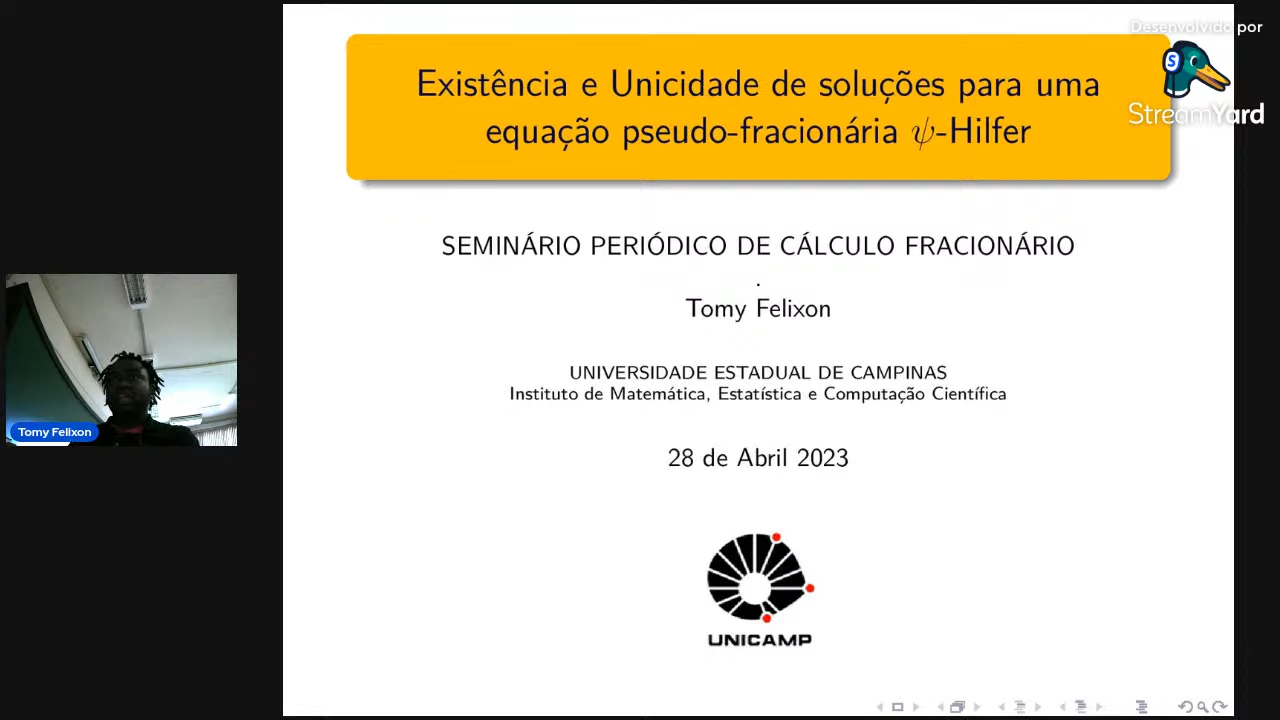 Desenvolvido por
StreamYard
Existência e Unicidade de soluções para uma
equação pseudo-fracionária ψ-Hilfer
SEMINÁRIO PERIÓDICO DE CÁLCULO FRACIONÁRIO
.
Tomy Felixon
UNIVERSIDADE ESTADUAL DE CAMPINAS
Instituto de Matemática, Estatística e Computação Científica
28 de Abril 2023
UNICAMP
Tomy Felixon